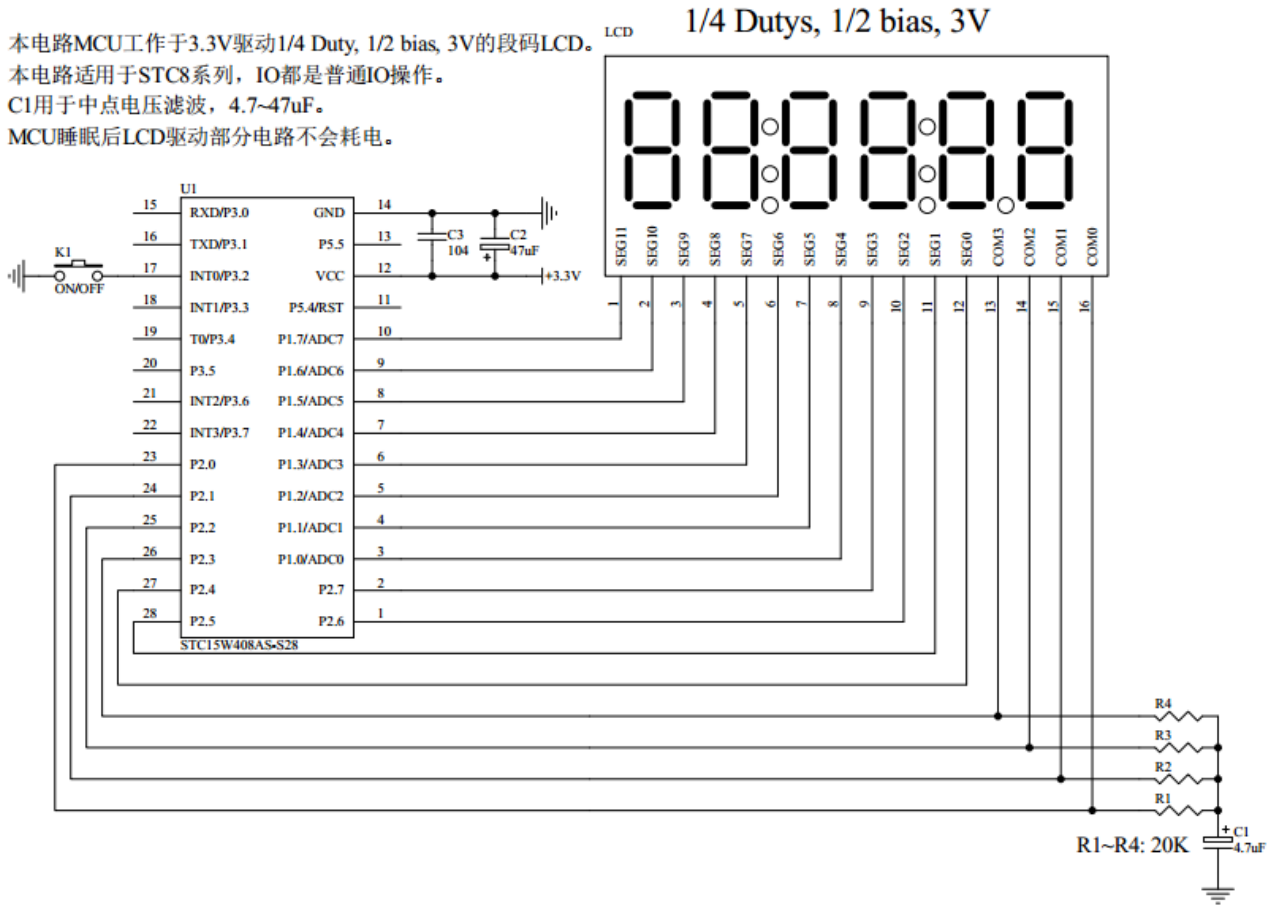 1/4 Dutys, 1/2 bias, 3V
本电路MCU工作于3.3V驱动1/4 Duty, 1/2 bias, 3V的段码LCD。
本电路适用于STC8系列，IO都是普通IO操作。
C1用于中点电压滤波，4.7~47uF。
MCU睡眠后LCD驱动部分电路不会耗电。
LCD
SEG11
SEG10
SEG9
SEG8
SEG7
SEG6
SEG5
SEG4
SEG3
SEG2
SEG1
SEG0
COM3
COM2
COM1
COM0
1
2
3
4
5
6
7
8
9
10
11
12
13
14
15
16
U1
15 RXD/P3.0 GND 14
16 TXD/P3.1 P5.5 13
17 INT0/P3.2 VCC 12
18 INT1/P3.3 P5.4/RST 11
19 T0/P3.4 P1.7/ADC7 10
20 P3.5 P1.6/ADC6 9
21 INT2/P3.6 P1.5/ADC5 8
22 INT3/P3.7 P1.4/ADC4 7
23 P2.0 P1.3/ADC3 6
24 P2.1 P1.2/ADC2 5
25 P2.2 P1.1/ADC1 4
26 P2.3 P1.0/ADC0 3
27 P2.4 P2.7 2
28 P2.5 P2.6 1
STC15W408AS-S28
K1
ON/OFF
C3
104
C2
+
47uF
+3.3V
R4
R3
R2
R1
R1~R4: 20K
+ C1
4.7uF